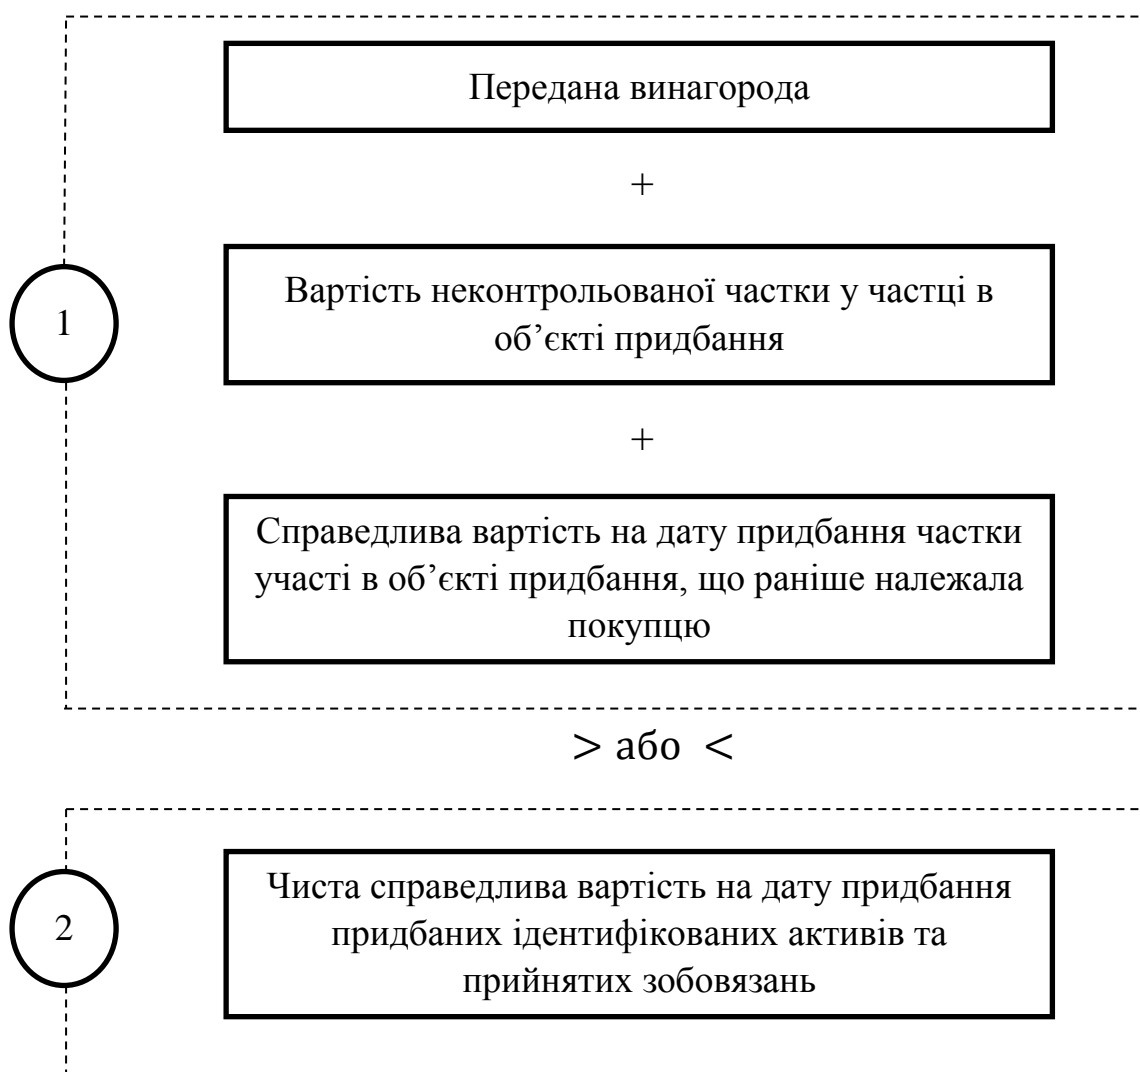 Передана винагорода
+
Вартість неконтрольованої частки у частці в
об’єкті придбання
1
+
Справедлива вартість на дату придбання частки
участі в об’єкті придбання, що раніше належала
покупцю
> або <
Чиста справедлива вартість на дату придбання
придбаних ідентифікованих активів та
прийнятих зобовязань
2